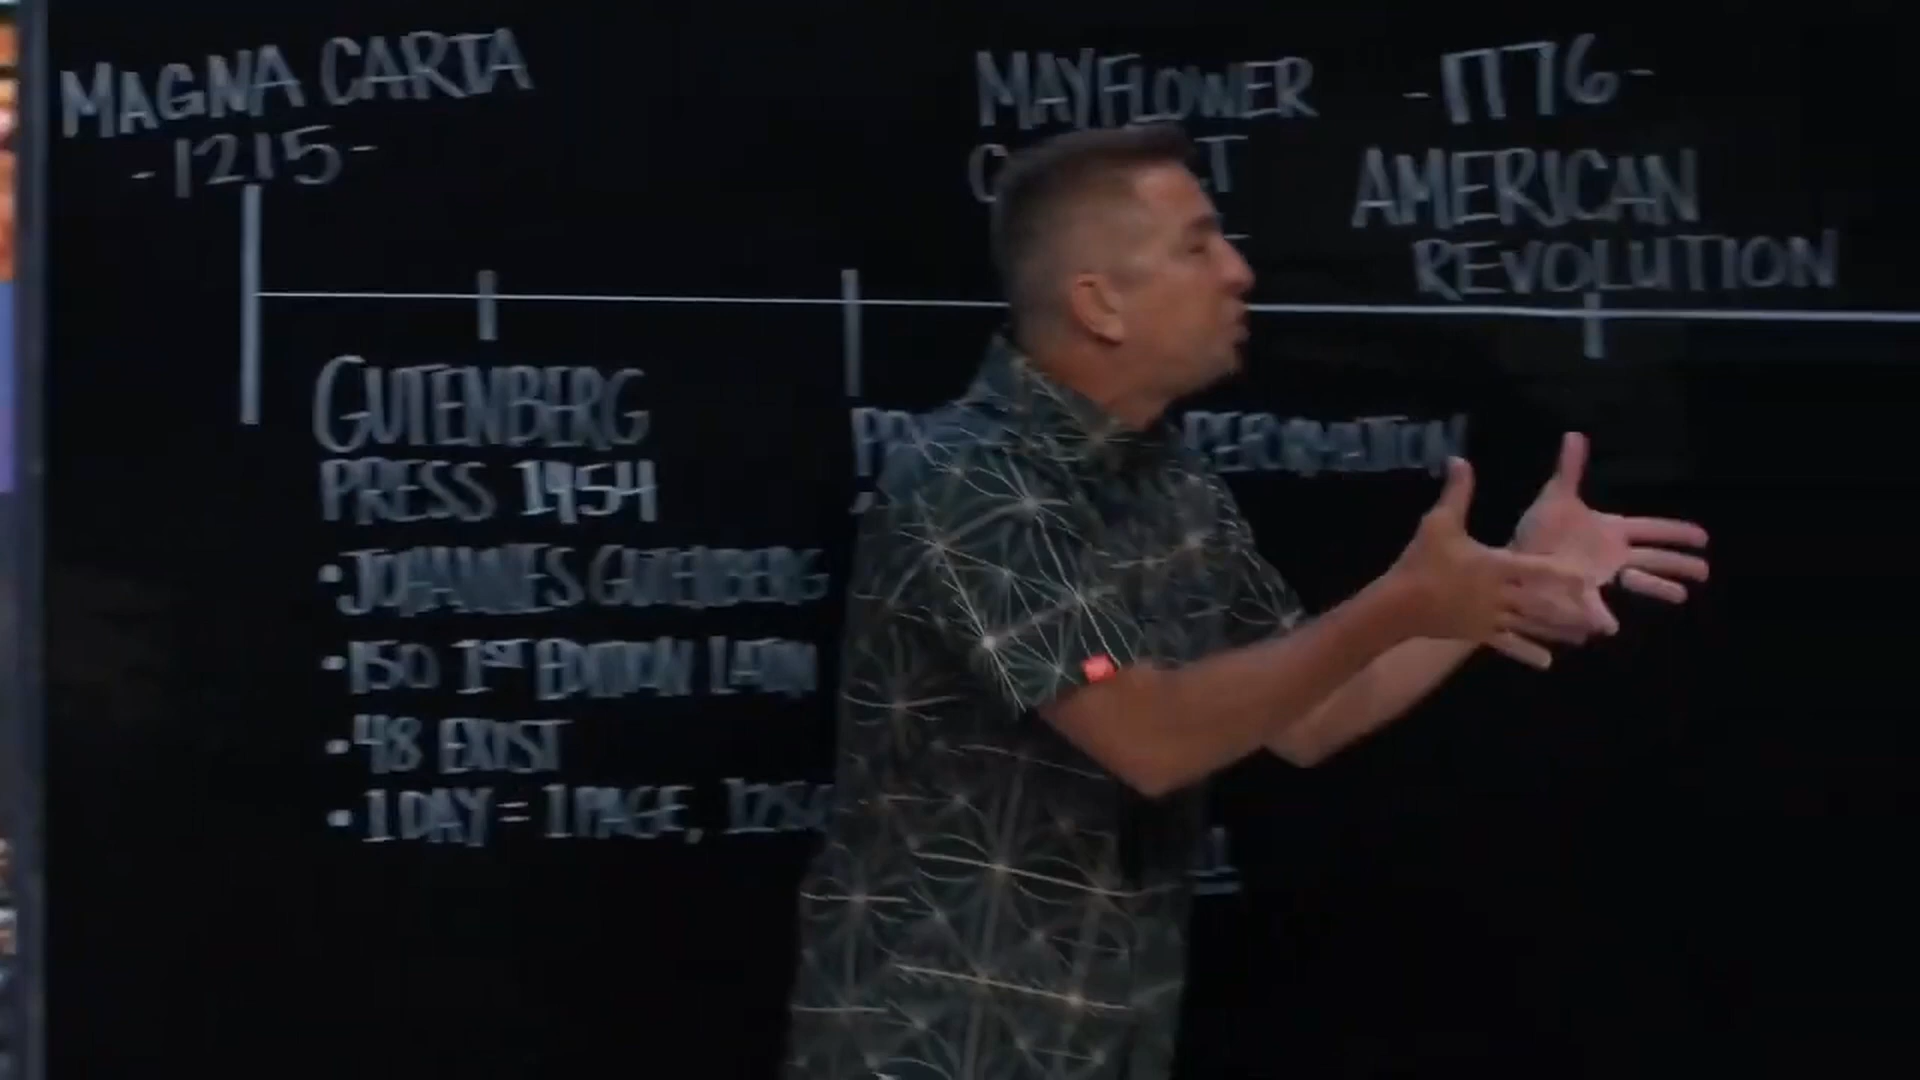 MAGNA CARTA
-1215-
MAYFLOWER
-1776-
AMERICAN
REVOLUTION
GUTENBERG
PRESS 1454
REFORMATION
• JOHANNES GUTENBERG
• 150 1ST EDITION LATIN
• 48 EXIST
• 1 DAY = 1 PAGE,